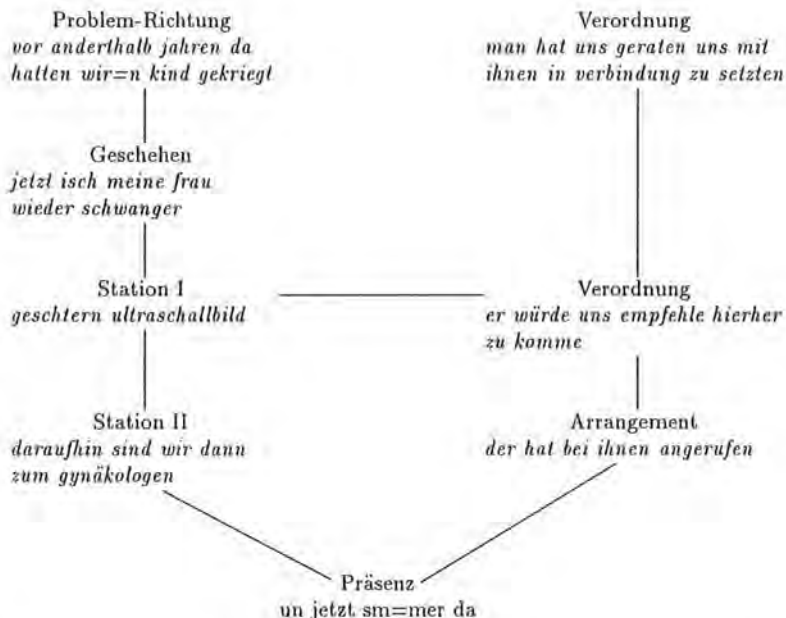 Problem-Richtung
vor anderthalb jahren da
hatten wir=n kind gekriegt
Verordnung
man hat uns geraten uns mit
ihnen in verbindung zu setzten
Geschehen
jetzt isch meine frau
wieder schwanger
Station I
geschtern ultraschallbild
Verordnung
er würde uns empfehle hierher
zu komme
Station II
daraufhin sind wir dann
zum gynäkologen
Arrangement
der hat bei ihnen angerufen
Präsenz
un jetzt sm=mer da